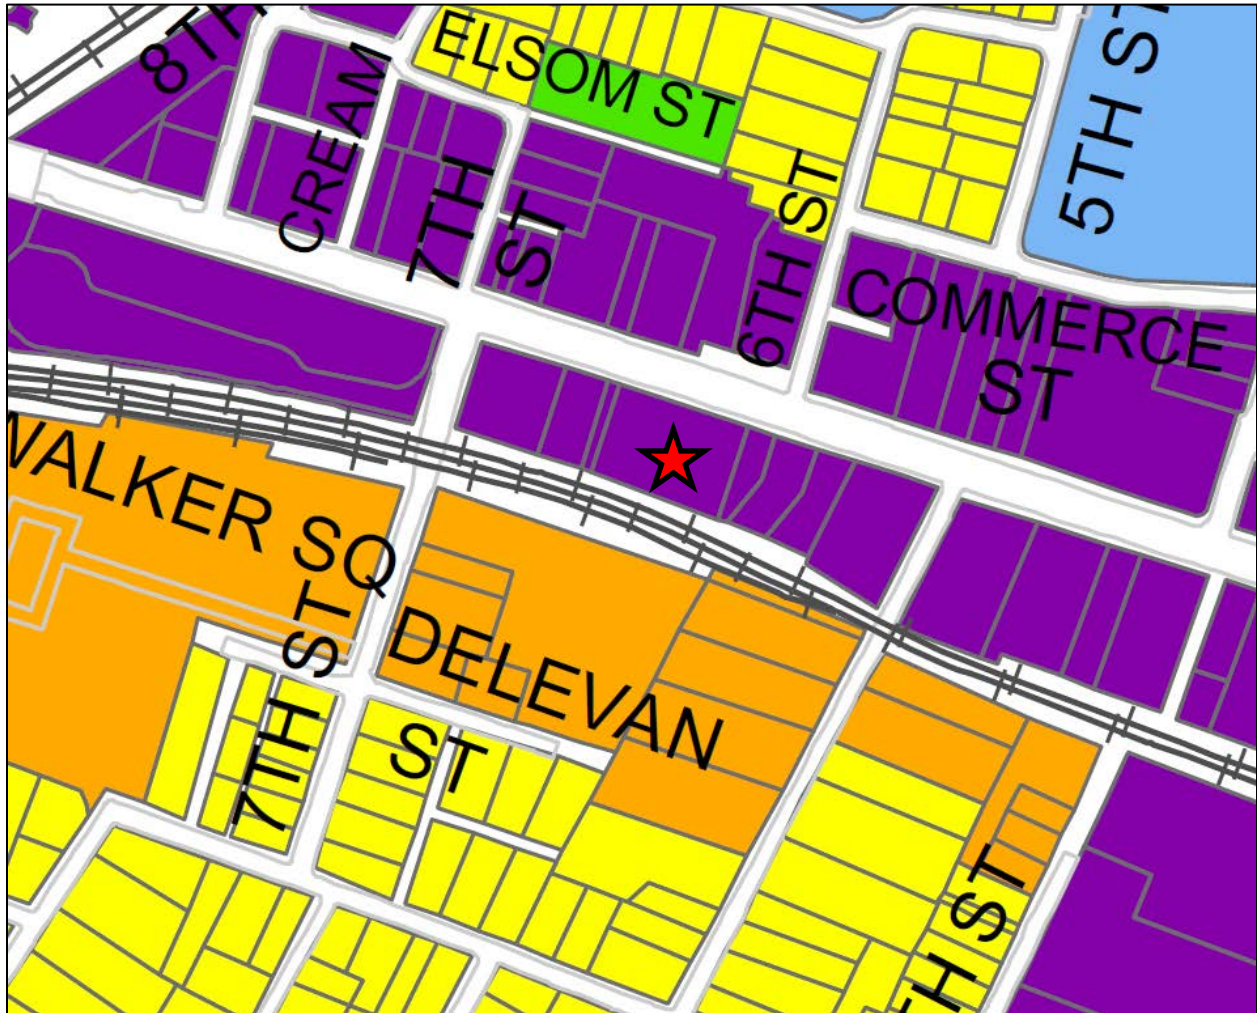 8TH
CREAM
ELSOM ST
7TH
ST
6TH ST
5TH ST
COMMERCE
ST
WALKER SQ
7TH ST
DELEVAN
ST
TH ST